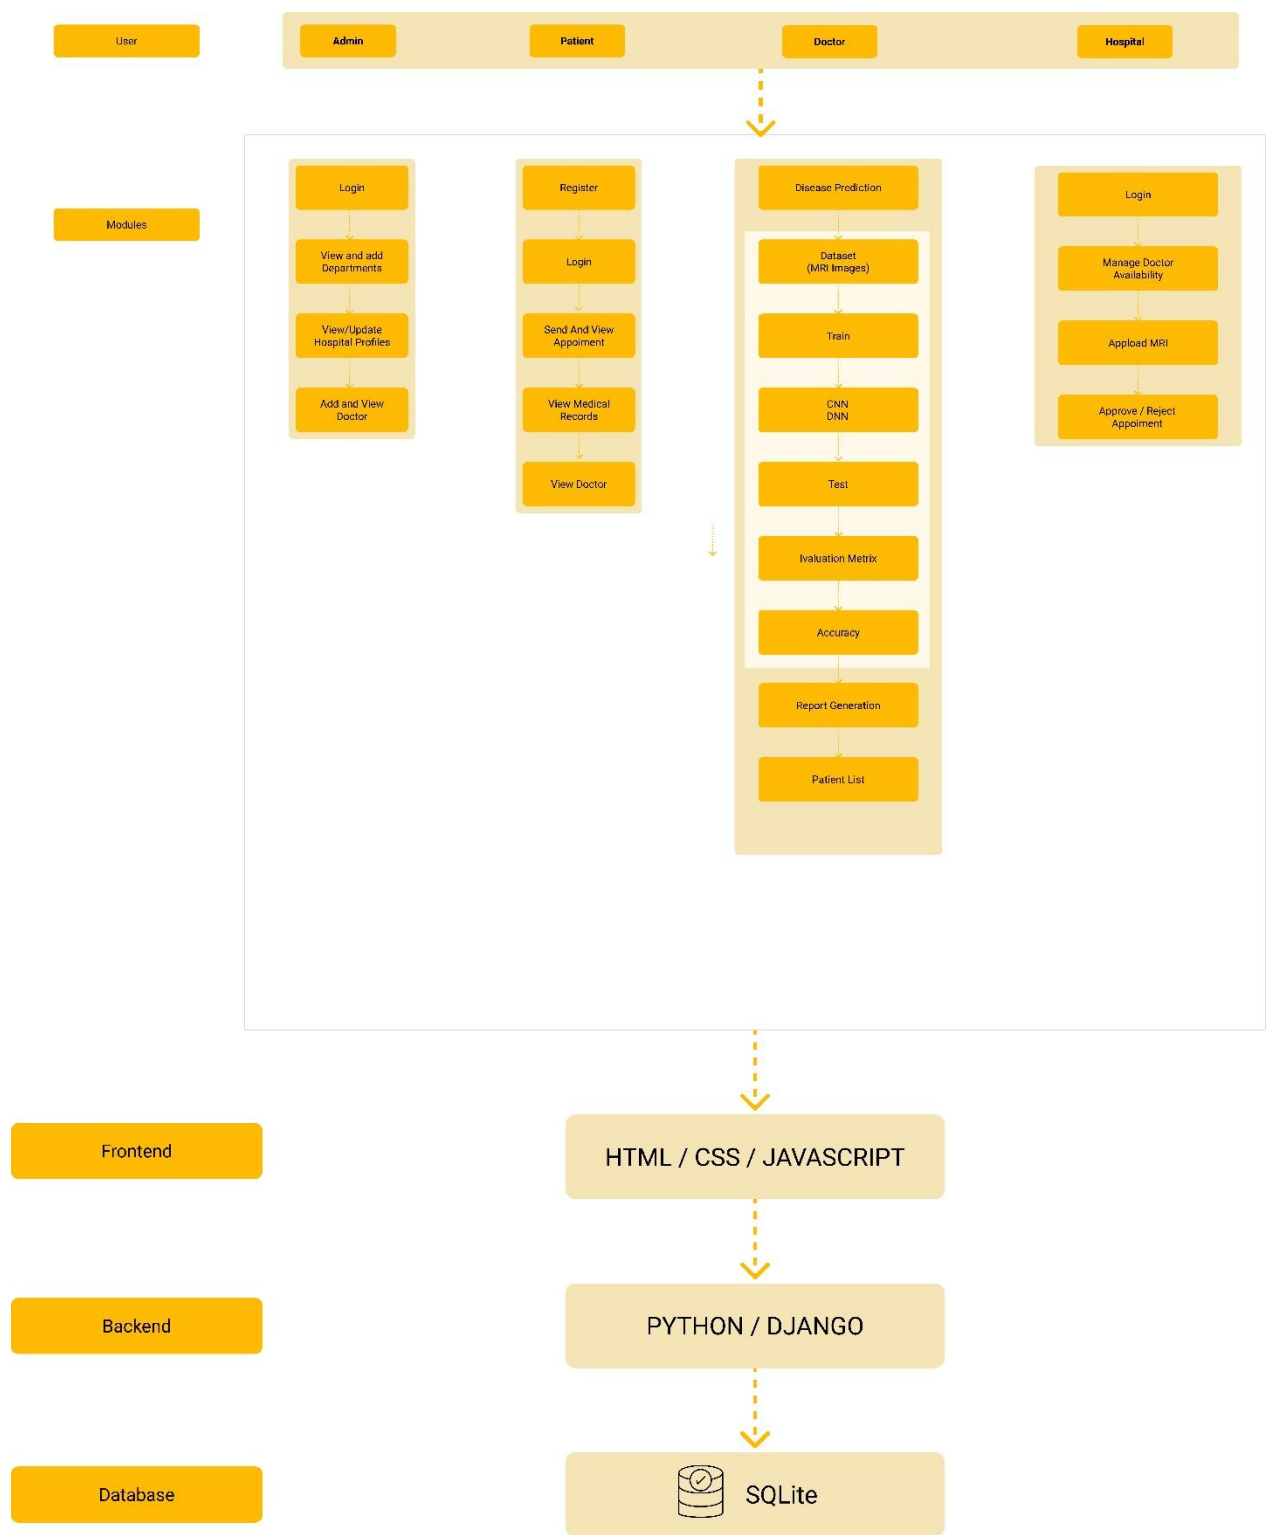 User
Admin
Patient
Doctor
Hospital
Modules
Login
View and add
Departments
View/Update
Hospital Profiles
Add and View
Doctor
Register
Login
Send And View
Appoiment
View Medical
Records
View Doctor
Disease Prediction
Dataset
(MRI Images)
Train
CNN
DNN
Test
Ivaluation Metrix
Accuracy
Report Generation
Patient List
Login
Manage Doctor
Availability
Appload MRI
Approve / Reject
Appoiment
Frontend
HTML / CSS / JAVASCRIPT
Backend
PYTHON / DJANGO
Database
SQLite